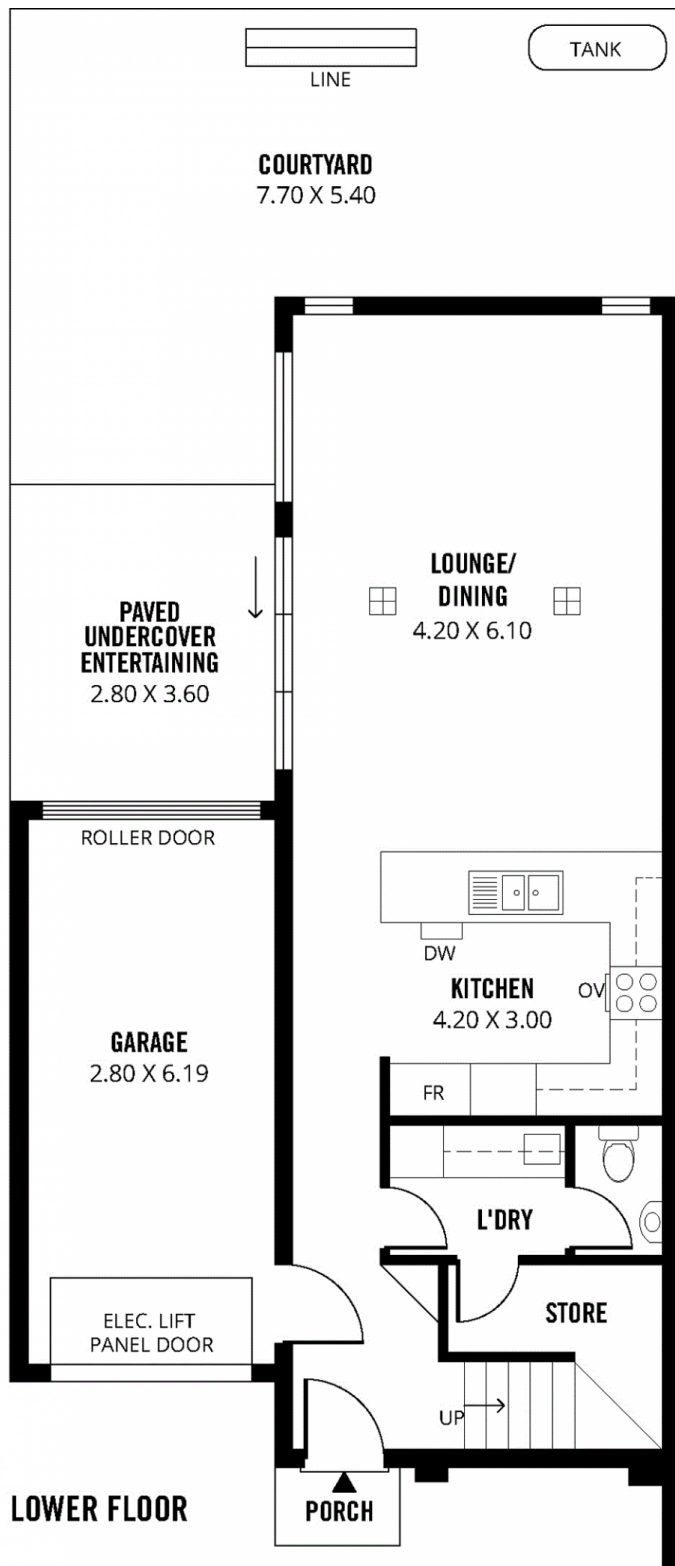 LINE
TANK
COURTYARD
7.70 X 5.40
LOUNGE/
DINING
4.20 X 6.10
PAVED
UNDERCOVER
ENTERTAINING
2.80 X 3.60
ROLLER DOOR
DW
KITCHEN
4.20 X 3.00
OV
GARAGE
2.80 X 6.19
FR
L'DRY
STORE
ELEC. LIFT
PANEL DOOR
UP
LOWER FLOOR
PORCH